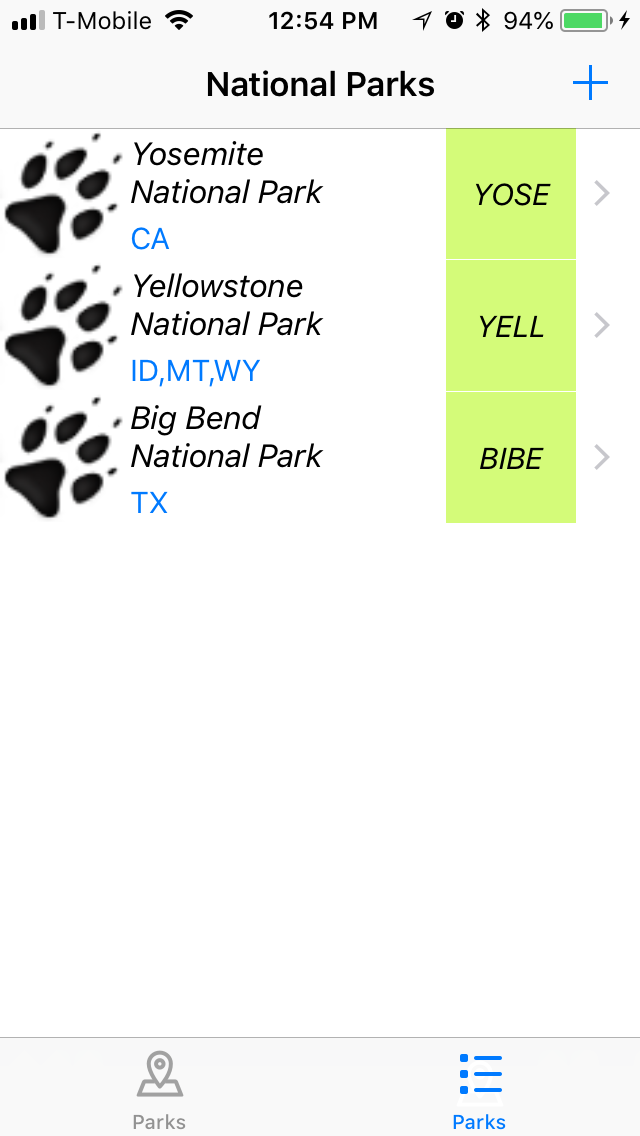 T-Mobile 12:54 PM 94%
National Parks
Yosemite
National Park
CA
YOSE
Yellowstone
National Park
ID,MT,WY
YELL
Big Bend
National Park
TX
BIBE
Parks
Parks